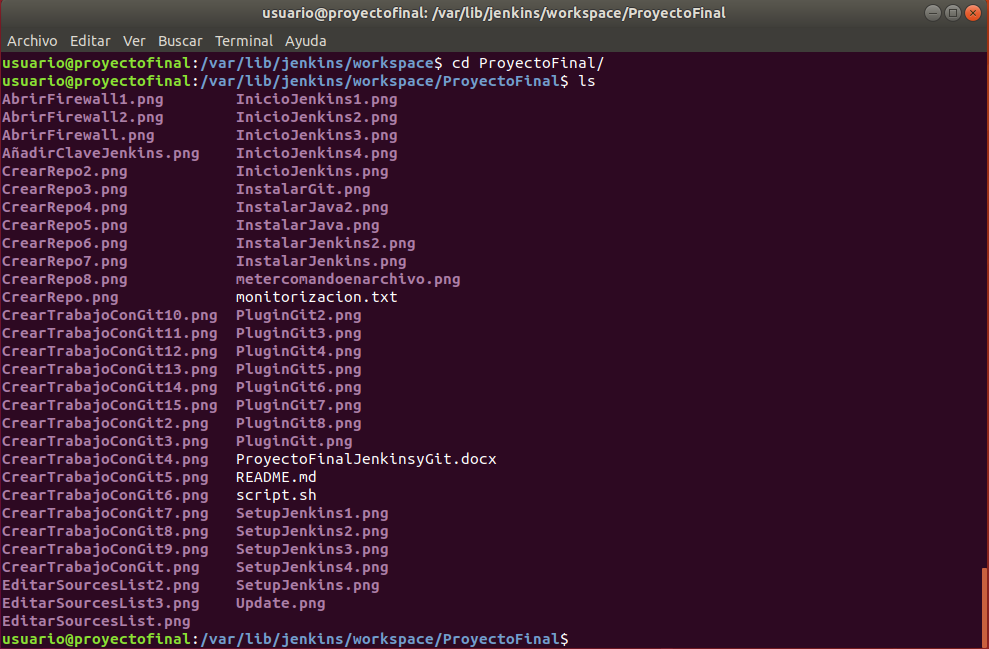 usuario@proyectofinal: /var/lib/jenkins/workspace/ProyectoFinal
Archivo Editar Ver Buscar Terminal Ayuda
usuario@proyectofinal:/var/lib/jenkins/workspace$ cd ProyectoFinal/
usuario@proyectofinal:/var/lib/jenkins/workspace/ProyectoFinal$ ls
AbrirFirewall1.png InicioJenkins1.png
AbrirFirewall2.png InicioJenkins2.png
AbrirFirewall.png InicioJenkins3.png
AñadirClaveJenkins.png InicioJenkins4.png
CrearRepo2.png InicioJenkins.png
CrearRepo3.png InstalarGit.png
CrearRepo4.png InstalarJava2.png
CrearRepo5.png InstalarJava.png
CrearRepo6.png InstalarJenkins2.png
CrearRepo7.png InstalarJenkins.png
CrearRepo8.png metercomandoenarchivo.png
CrearRepo.png monitorizacion.txt
CrearTrabajoConGit10.png PluginGit2.png
CrearTrabajoConGit11.png PluginGit3.png
CrearTrabajoConGit12.png PluginGit4.png
CrearTrabajoConGit13.png PluginGit5.png
CrearTrabajoConGit14.png PluginGit6.png
CrearTrabajoConGit15.png PluginGit7.png
CrearTrabajoConGit2.png PluginGit8.png
CrearTrabajoConGit3.png PluginGit.png
CrearTrabajoConGit4.png ProyectoFinalJenkinsyGit.docx
CrearTrabajoConGit5.png README.md
CrearTrabajoConGit6.png script.sh
CrearTrabajoConGit7.png SetupJenkins1.png
CrearTrabajoConGit8.png SetupJenkins2.png
CrearTrabajoConGit9.png SetupJenkins3.png
CrearTrabajoConGit.png SetupJenkins4.png
EditarSourcesList2.png SetupJenkins.png
EditarSourcesList3.png Update.png
EditarSourcesList.png
usuario@proyectofinal:/var/lib/jenkins/workspace/ProyectoFinal$